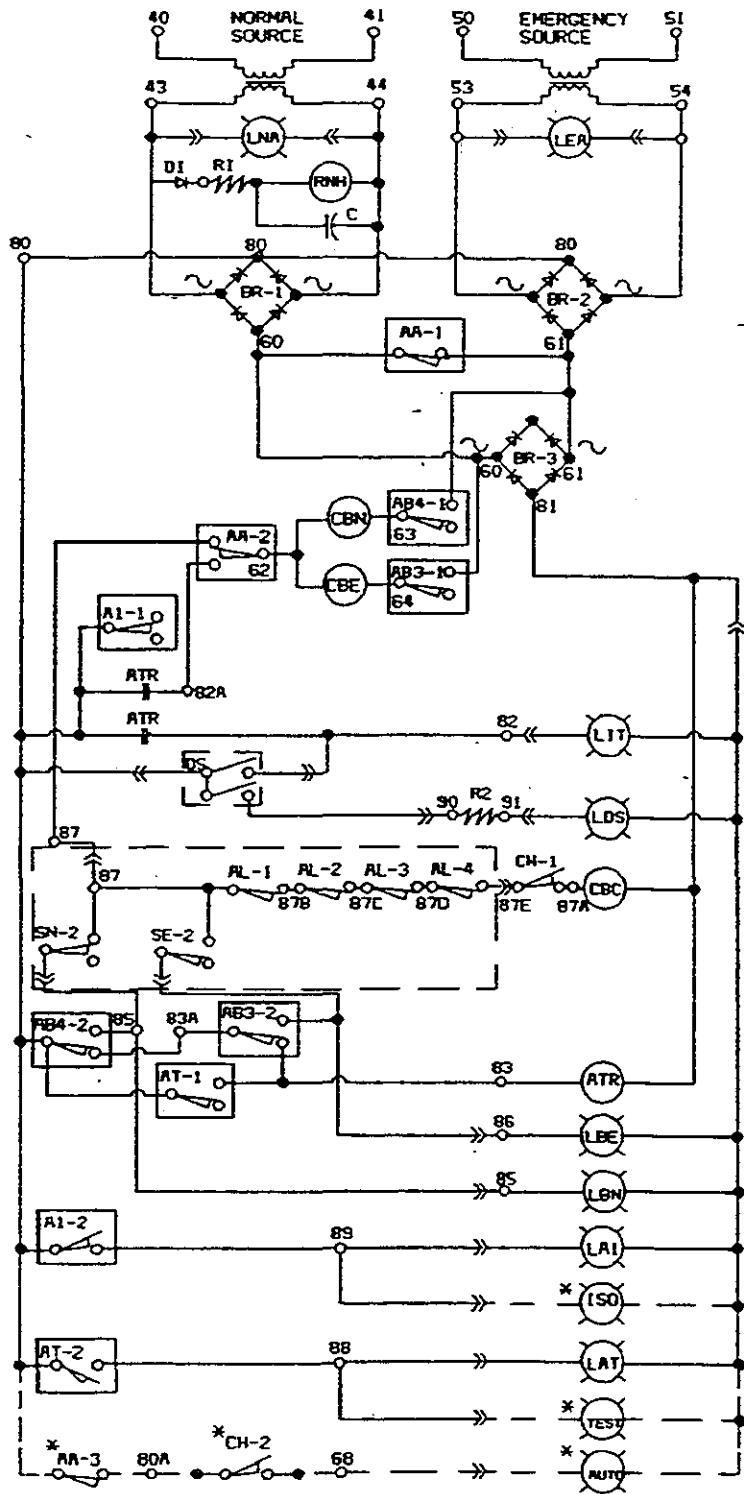 40 NORMAL SOURCE 41
50 EMERGENCY SOURCE 51
43 44 53 54
LNA LEA
D1 R1 RNH
C
80 80 80
BR-1 BR-2
60 AA-1 61
60 BR-3 61
81
AA-2 CBN AB4-1
62 63
CBE AB3-1
64
A1-1
ATR 82A
ATR 82 LIT
DS
90 R2 91 LDS
87
87 AL-1 AL-2 AL-3 AL-4 CH-1
87B 87C 87D 87E 87A CBC
SN-2 SE-2
AB4-2 85 83A AB3-2
AT-1 83 ATR
86 LBE
85 LBN
A1-2 89 LAI
* ISO
AT-2 88 LAT
* TEST
* AA-3 80A * CH-2 68 * AUTO